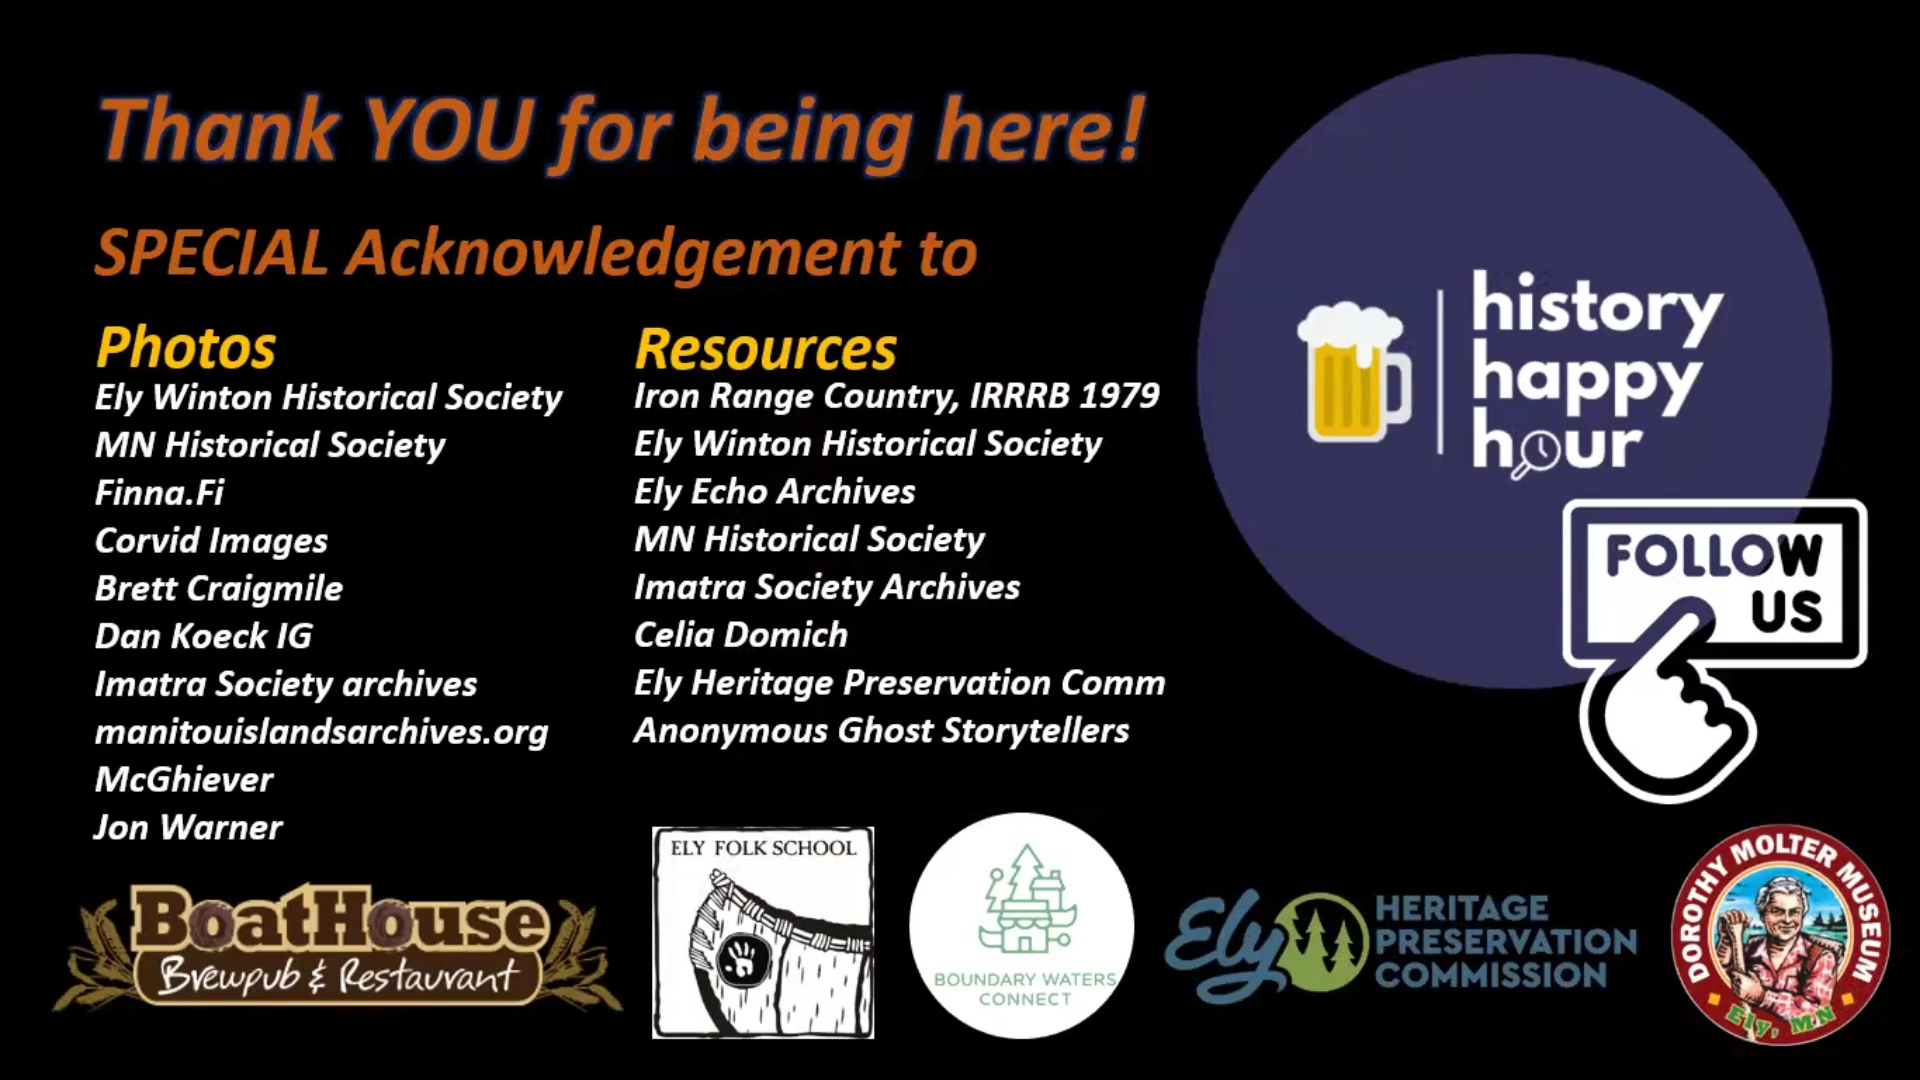 Thank YOU for being here!
SPECIAL Acknowledgement to
Photos
Ely Winton Historical Society
MN Historical Society
Finna.Fi
Corvid Images
Brett Craigmile
Dan Koeck IG
Imatra Society archives
manitouislandsarchives.org
McGhiever
Jon Warner
Resources
Iron Range Country, IRRRB 1979
Ely Winton Historical Society
Ely Echo Archives
MN Historical Society
Imatra Society Archives
Celia Domich
Ely Heritage Preservation Comm
Anonymous Ghost Storytellers
history
happy
hour
FOLLOW
US
BoatHouse
Brewpub & Restaurant
ELY FOLK SCHOOL
BOUNDARY WATERS
CONNECT
Ely
HERITAGE
PRESERVATION
COMMISSION
DOROTHY MOLTER MUSEUM
Ely, MN